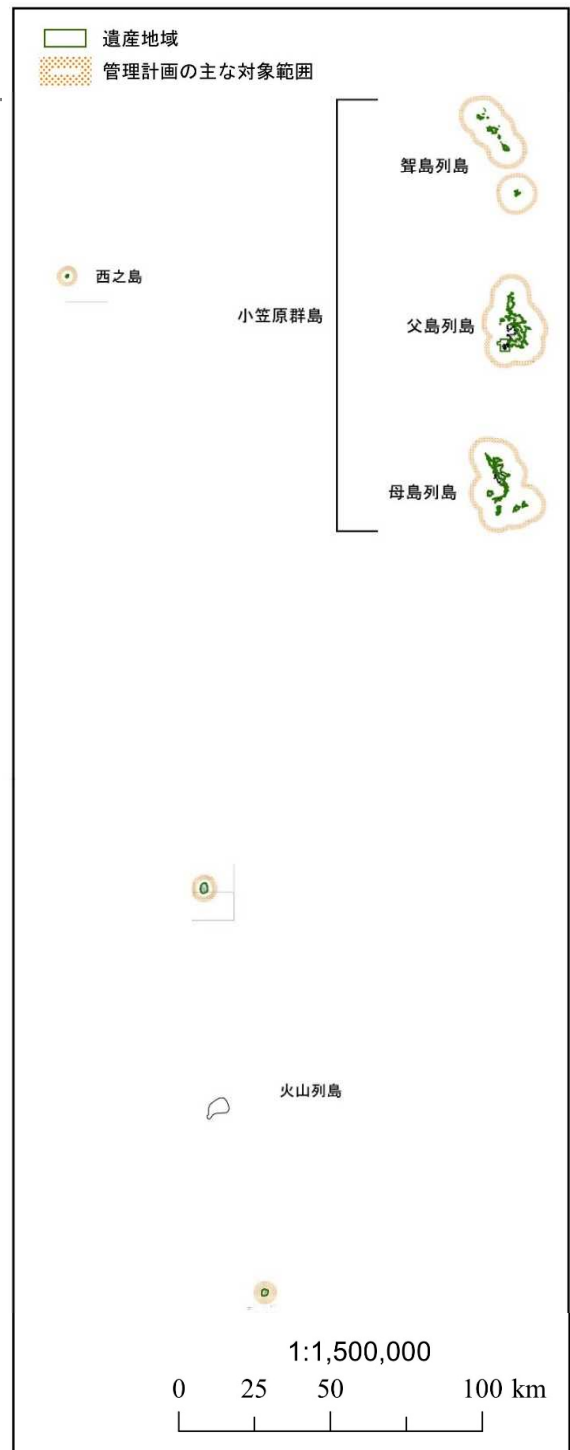 遺産地域
管理計画の主な対象範囲
聟島列島
西之島
小笠原群島
父島列島
母島列島
火山列島
1:1,500,000
0 25 50 100 km